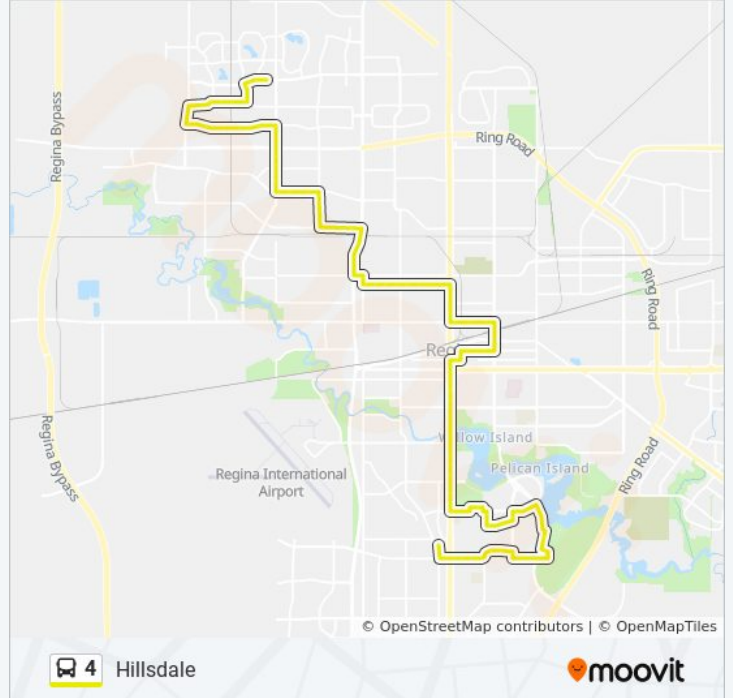 Ring Road
Regina Bypass
Ring Road
Reg
Willow Island
Pelican Island
Ring Road
Regina Bypass
Regina International
Airport
© OpenStreetMap contributors | © OpenMapTiles
4 Hillsdale
moovit